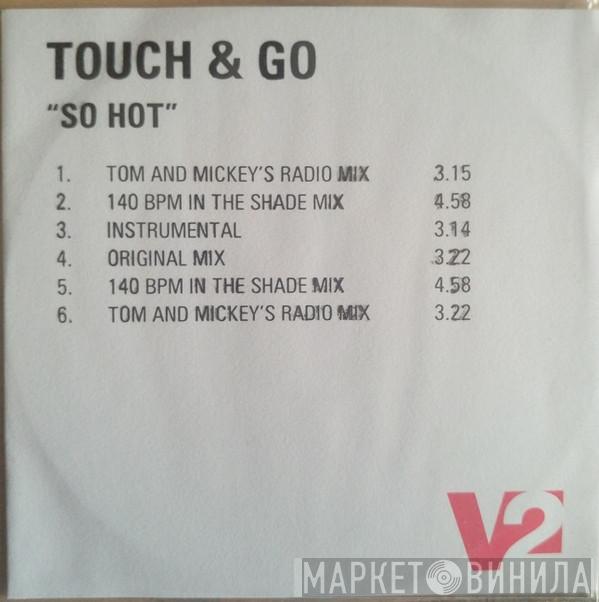 TOUCH & GO
"SO HOT"
1. TOM AND MICKEY'S RADIO MIX 3.15
2. 140 BPM IN THE SHADE MIX 4.58
3. INSTRUMENTAL 3.14
4. ORIGINAL MIX 3.22
5. 140 BPM IN THE SHADE MIX 4.58
6. TOM AND MICKEY'S RADIO MIX 3.22
V2
МАРКЕТ ВИНИЛА